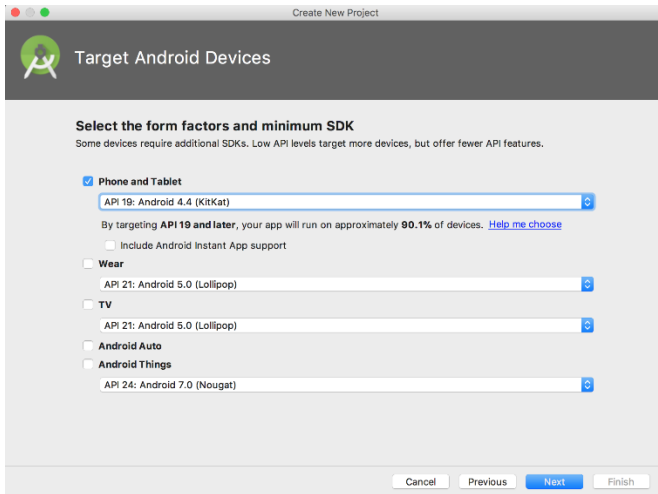 Create New Project
Target Android Devices
Select the form factors and minimum SDK
Some devices require additional SDKs. Low API levels target more devices, but offer fewer API features.
Phone and Tablet
API 19: Android 4.4 (KitKat)
By targeting API 19 and later, your app will run on approximately 90.1% of devices. Help me choose
Include Android Instant App support
Wear
API 21: Android 5.0 (Lollipop)
TV
API 21: Android 5.0 (Lollipop)
Android Auto
Android Things
API 24: Android 7.0 (Nougat)
Cancel Previous Next Finish